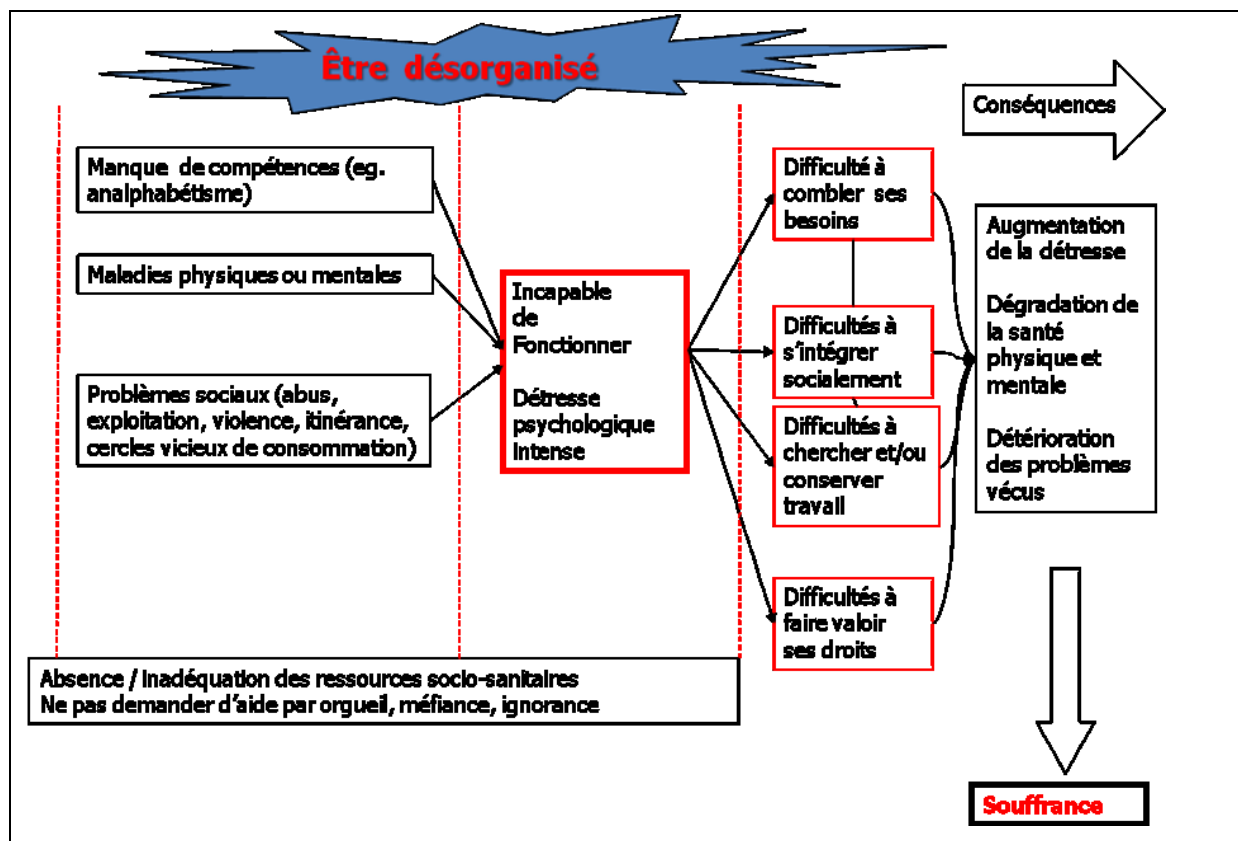 Être désorganisé
Conséquences
Manque de compétences (eg.
analphabétisme)
Maladies physiques ou mentales
Problèmes sociaux (abus,
exploitation, violence, itinérance,
cercles vicieux de consommation)
Incapable
de
Fonctionner
Détresse
psychologique
intense
Difficulté à
combler ses
besoins
Difficultés à
s'intégrer
socialement
Difficultés à
chercher et/ou
conserver
travail
Difficultés à
faire valoir
ses droits
Augmentation
de la détresse
Dégradation de
la santé
physique et
mentale
Détérioration
des problèmes
vécus
Absence / Inadéquation des ressources socio-sanitaires
Ne pas demander d'aide par orgueil, méfiance, ignorance
Souffrance